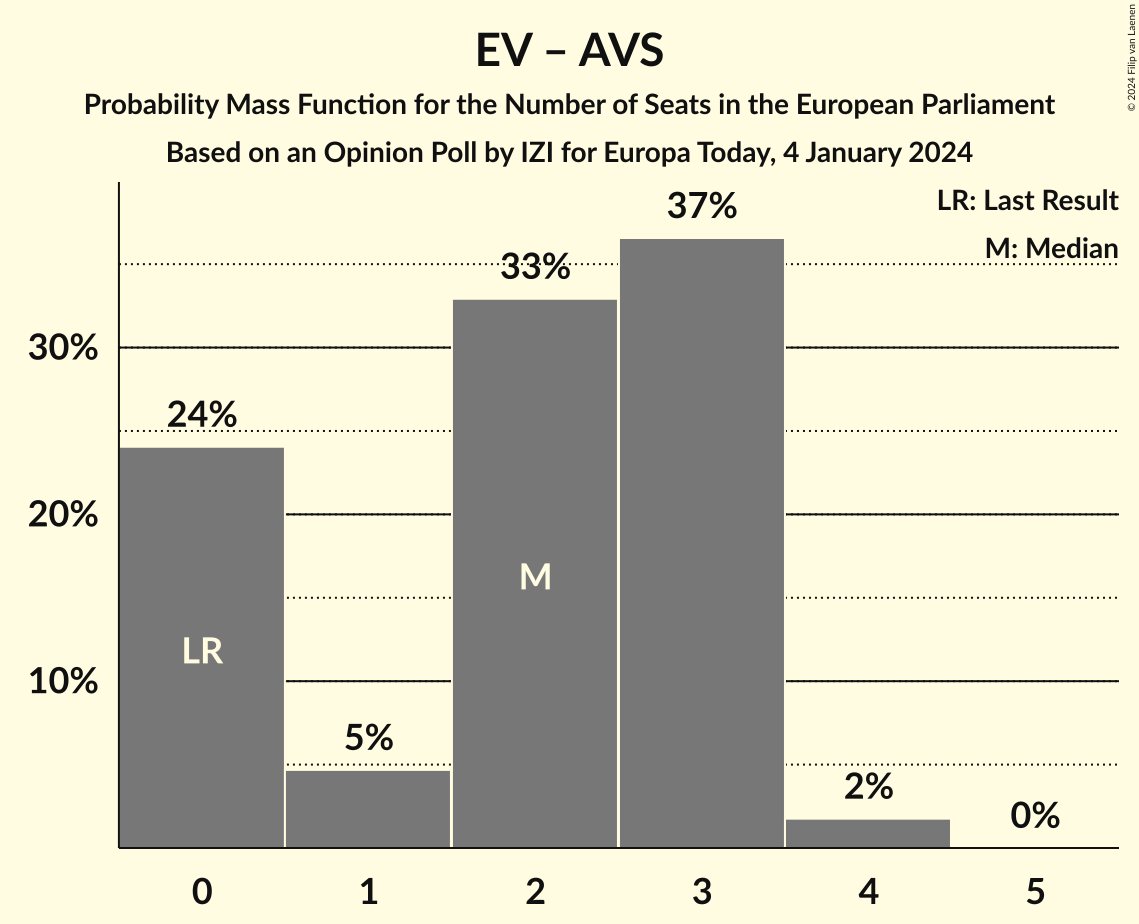 EV – AVS
Probability Mass Function for the Number of Seats in the European Parliament
Based on an Opinion Poll by IZI for Europa Today, 4 January 2024
© 2024 Filip van Laenen
LR: Last Result
M: Median
37%
33%
30%
24%
20%
M
LR
10%
5%
2%
0%
0 1 2 3 4 5